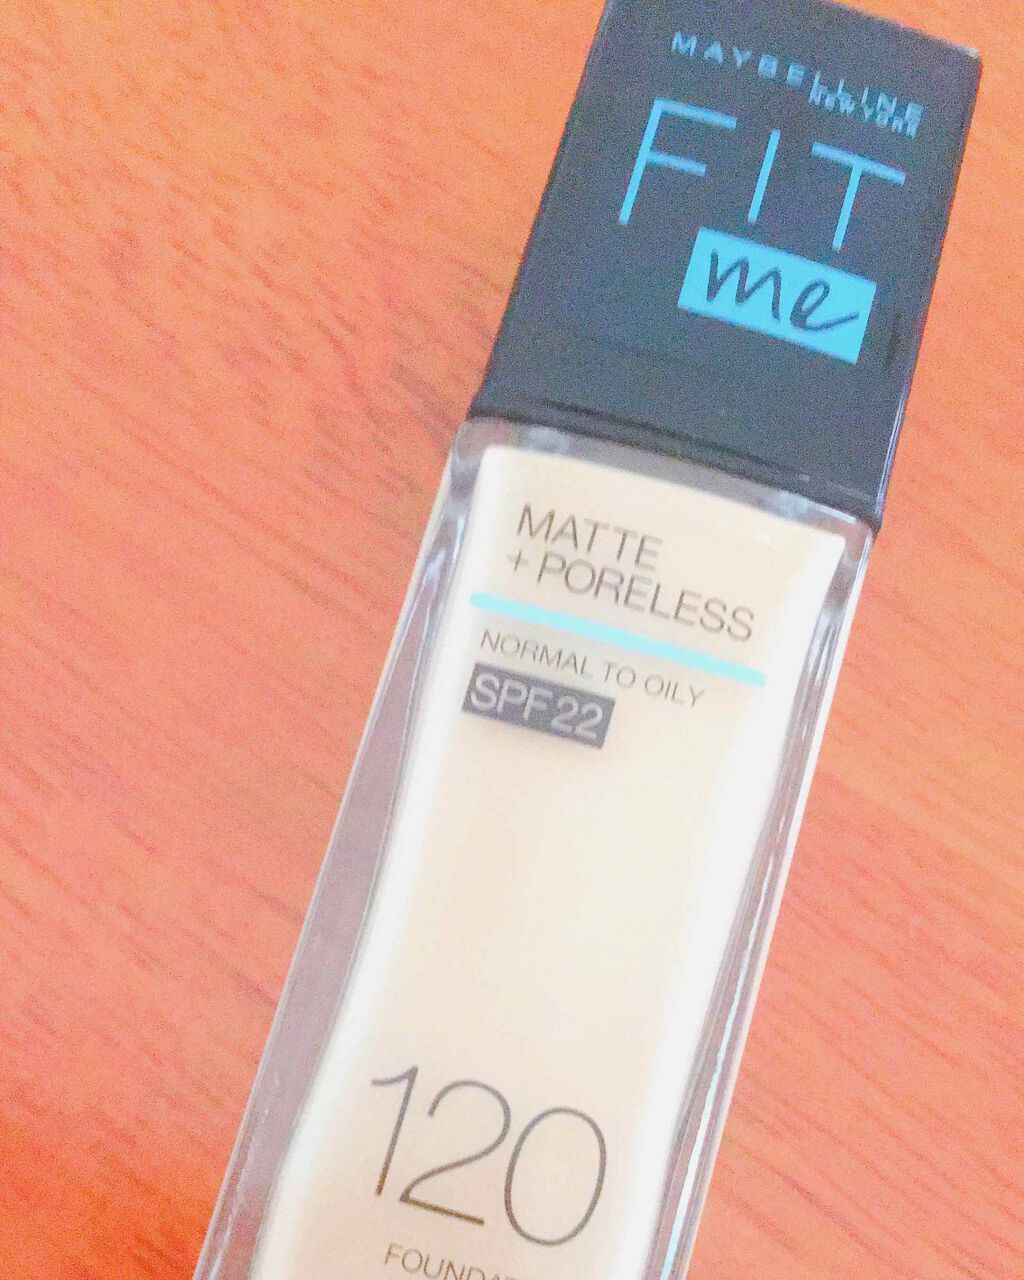 MAYBELLINE
NEW YORK
FIT
me
MATTE
+ PORELESS
NORMAL TO OILY
SPF 22
120